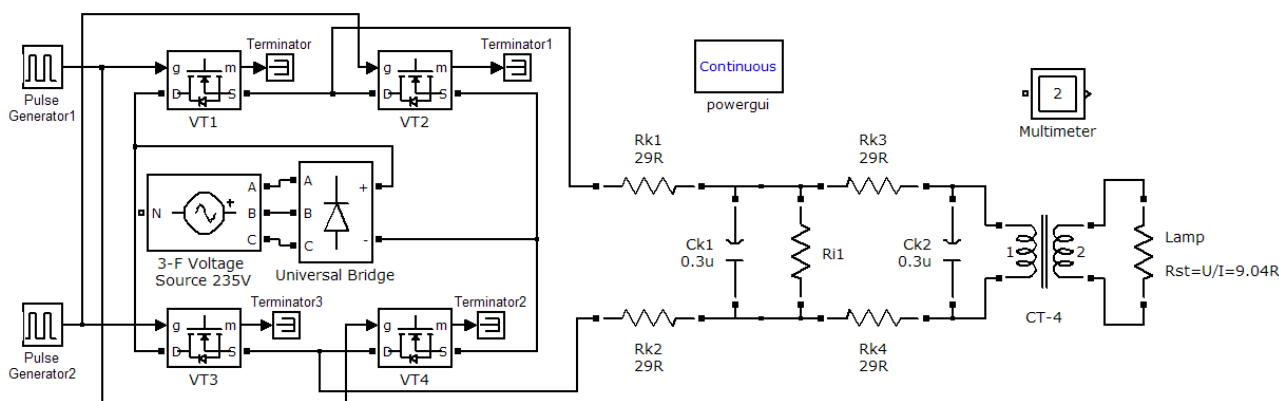 Pulse
Generator1
g
m
D
S
VT1
Terminator
g
m
D
S
VT2
Terminator1
Continuous
powergui
2
Multimeter
N
A
B
C
+
3-F Voltage
Source 235V
A
B
C
+
-
Universal Bridge
Rk1
29R
Rk3
29R
Ck1
0.3u
Ri1
Ck2
0.3u
1
2
CT-4
Lamp
Rst=U/I=9.04R
Rk2
29R
Rk4
29R
Pulse
Generator2
g
m
D
S
VT3
Terminator3
g
m
D
S
VT4
Terminator2